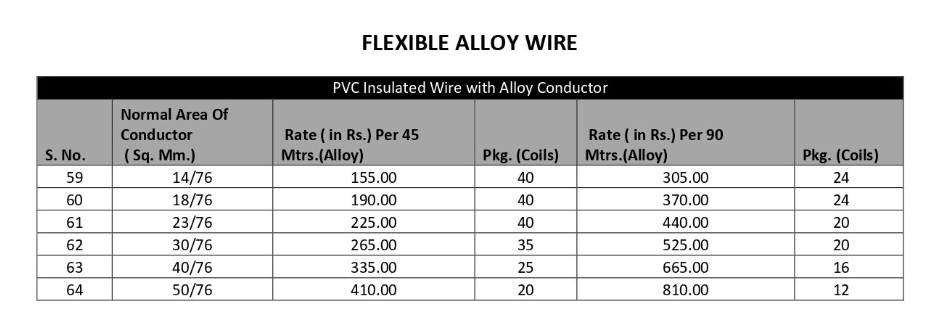 FLEXIBLE ALLOY WIRE
PVC Insulated Wire with Alloy Conductor
S. No. Normal Area Of Conductor ( Sq. Mm.) Rate ( in Rs.) Per 45 Mtrs.(Alloy) Pkg. (Coils) Rate ( in Rs.) Per 90 Mtrs.(Alloy) Pkg. (Coils)
59 14/76 155.00 40 305.00 24
60 18/76 190.00 40 370.00 24
61 23/76 225.00 40 440.00 20
62 30/76 265.00 35 525.00 20
63 40/76 335.00 25 665.00 16
64 50/76 410.00 20 810.00 12